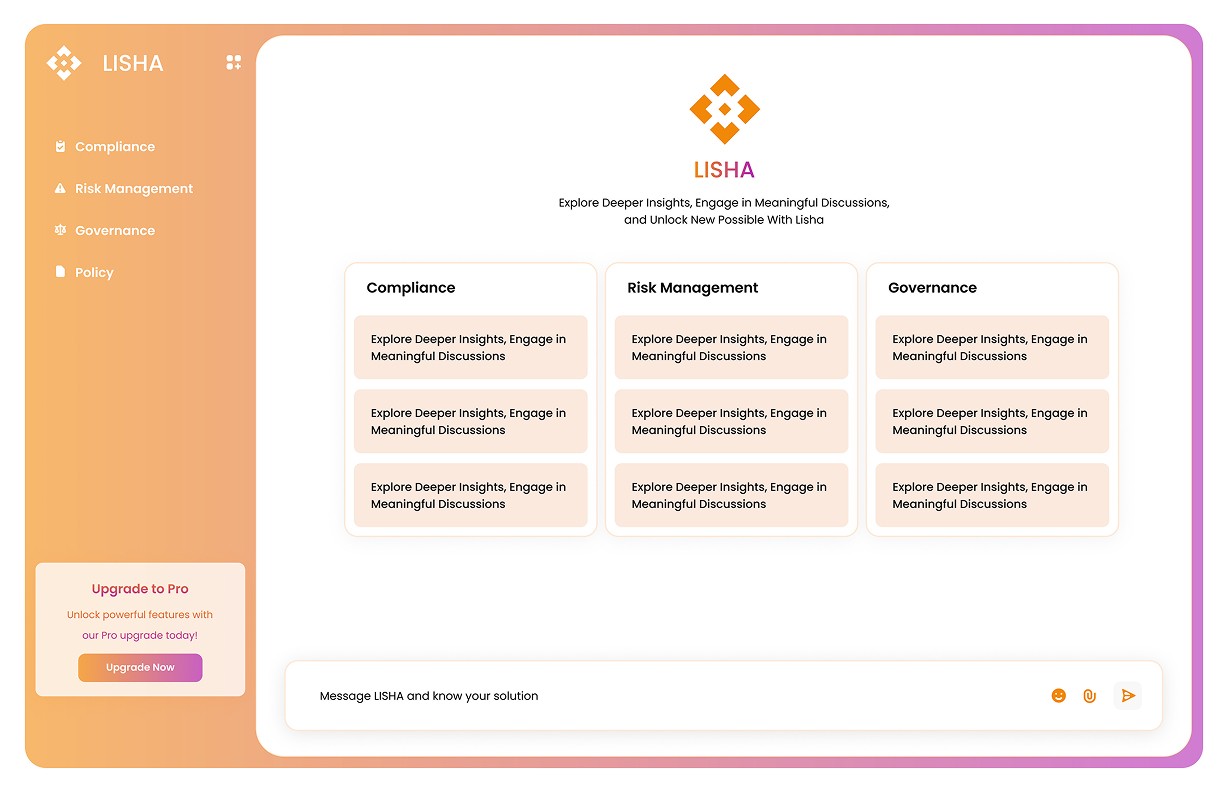 LISHA
Compliance
Risk Management
Governance
Policy
Upgrade to Pro
Unlock powerful features with
our Pro upgrade today!
Upgrade Now
LISHA
Explore Deeper Insights, Engage in Meaningful Discussions,
and Unlock New Possible With Lisha
Compliance
Explore Deeper Insights, Engage in
Meaningful Discussions
Explore Deeper Insights, Engage in
Meaningful Discussions
Explore Deeper Insights, Engage in
Meaningful Discussions
Risk Management
Explore Deeper Insights, Engage in
Meaningful Discussions
Explore Deeper Insights, Engage in
Meaningful Discussions
Explore Deeper Insights, Engage in
Meaningful Discussions
Governance
Explore Deeper Insights, Engage in
Meaningful Discussions
Explore Deeper Insights, Engage in
Meaningful Discussions
Explore Deeper Insights, Engage in
Meaningful Discussions
Message LISHA and know your solution